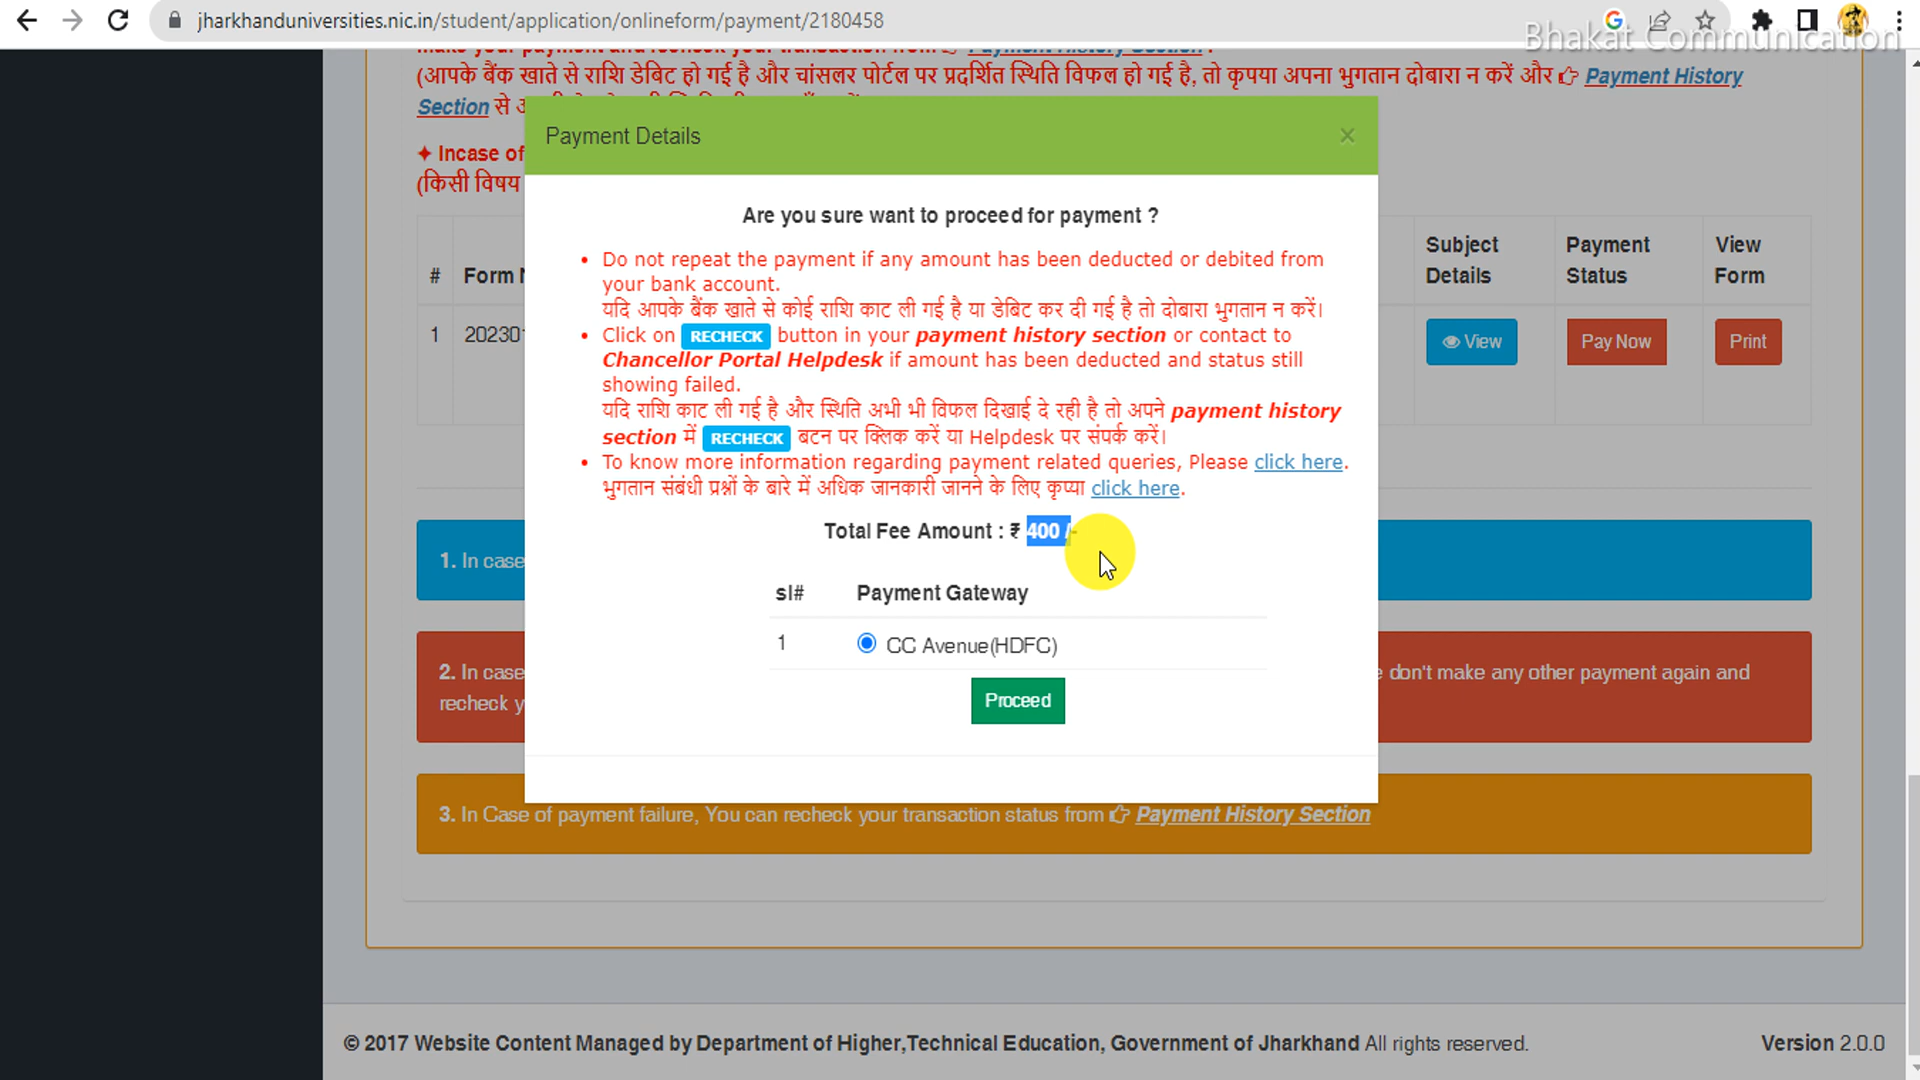 jharkhanduniversities.nic.in/student/application/onlineform/payment/2180458
Bhakat Communication
(आपके बैंक खाते से राशि डेबिट हो गई है और चांसलर पोर्टल पर प्रदर्शित स्थिति विफल हो गई है, तो कृपया अपना भुगतान दोबारा न करें और Payment History
Section से
Payment Details ×
✦ Incase of
(किसी विषय
Are you sure want to proceed for payment ?
• Do not repeat the payment if any amount has been deducted or debited from
your bank account.
यदि आपके बैंक खाते से कोई राशि काट ली गई है या डेबिट कर दी गई है तो दोबारा भुगतान न करें।
• Click on RECHECK button in your payment history section or contact to
Chancellor Portal Helpdesk if amount has been deducted and status still
showing failed.
यदि राशि काट ली गई है और स्थिति अभी भी विफल दिखाई दे रही है तो अपने payment history
section में RECHECK बटन पर क्लिक करें या Helpdesk पर संपर्क करें।
• To know more information regarding payment related queries, Please click here.
भुगतान संबंधी प्रश्नों के बारे में अधिक जानकारी जानने के लिए कृप्या click here.
Total Fee Amount : ₹ 400 /-
sl# Payment Gateway
1 CC Avenue(HDFC)
Proceed
# Form
Subject
Details
Payment
Status
View
Form
1 20230
View
Pay Now
Print
1. In case
2. In case
don't make any other payment again and
recheck
3. In Case of payment failure, You can recheck your transaction status from Payment History Section
© 2017 Website Content Managed by Department of Higher,Technical Education, Government of Jharkhand All rights reserved.
Version 2.0.0